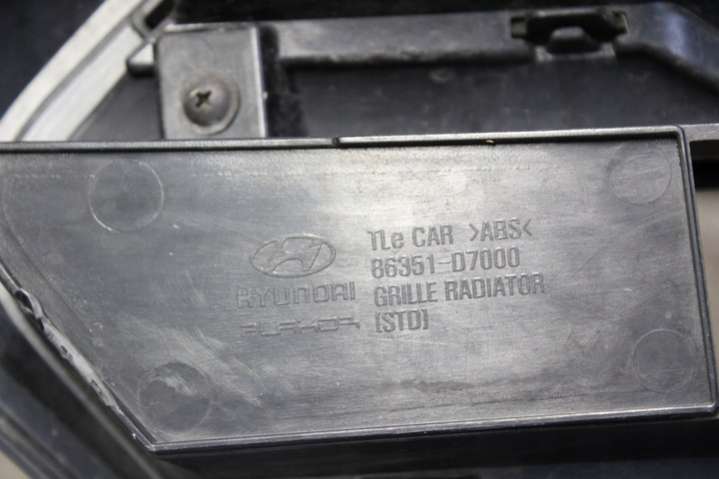 TLe CAR >ABS<
86351-D7000
HYUNDAI GRILLE RADIATOR
[STD]